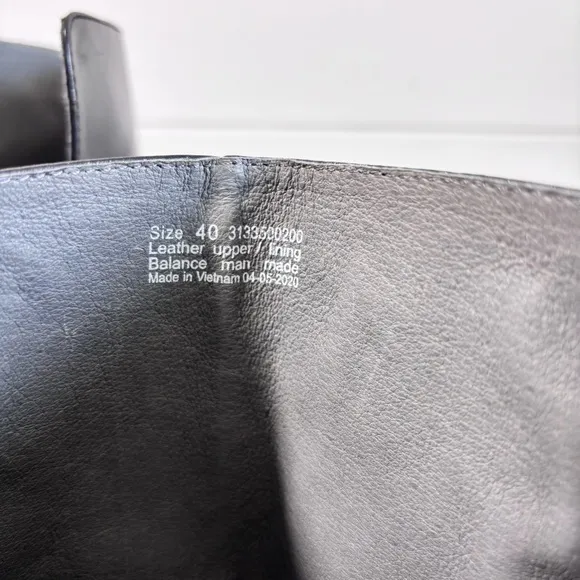 Size 40 3133500200
Leather upper / lining
Balance man made
Made in Vietnam 04-05-2020